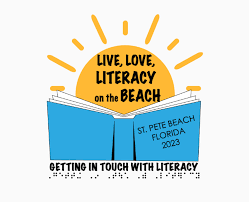 LIVE, LOVE,
LITERACY
on the BEACH
ST. PETE BEACH
FLORIDA
2023
GETTING IN TOUCH WITH LITERACY